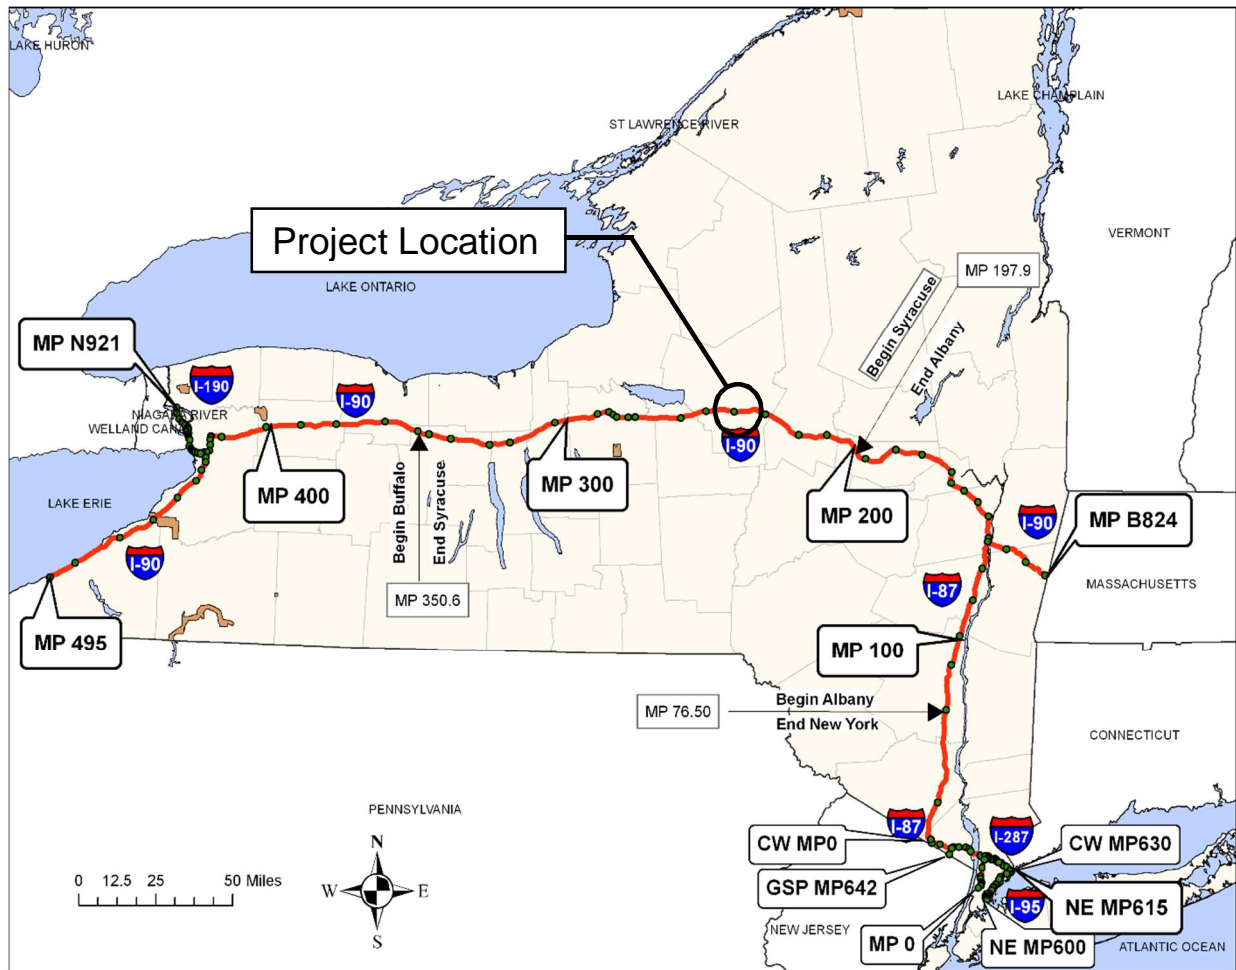 LAKE HURON
LAKE CHAMPLAIN
ST LAWRENCE RIVER
Project Location
VERMONT
MP 197.9
LAKE ONTARIO
Begin Syracuse
End Albany
MP N921
I-190
I-90
NIAGARA RIVER
WELLAND CANAL
I-90
LAKE ERIE
MP 400
Begin Buffalo
End Syracuse
MP 300
MP 200
I-90
MP B824
I-90
MP 350.6
I-87
MASSACHUSETTS
MP 495
MP 100
MP 76.50
Begin Albany
End New York
CONNECTICUT
PENNSYLVANIA
I-87
I-287
CW MP0
CW MP630
N
W
E
S
0 12.5 25 50 Miles
GSP MP642
I-95
NE MP615
NEW JERSEY
MP 0
NE MP600
ATLANTIC OCEAN